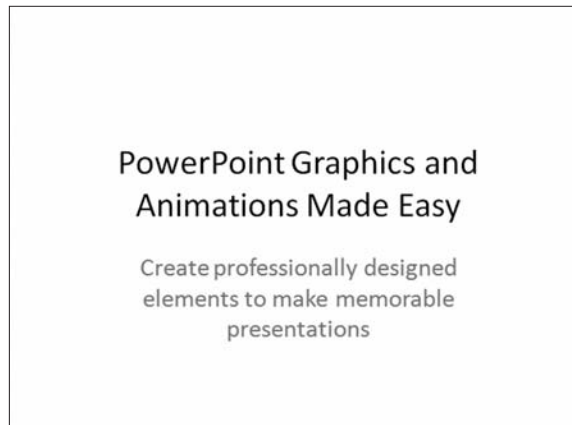 PowerPoint Graphics and
Animations Made Easy
Create professionally designed
elements to make memorable
presentations